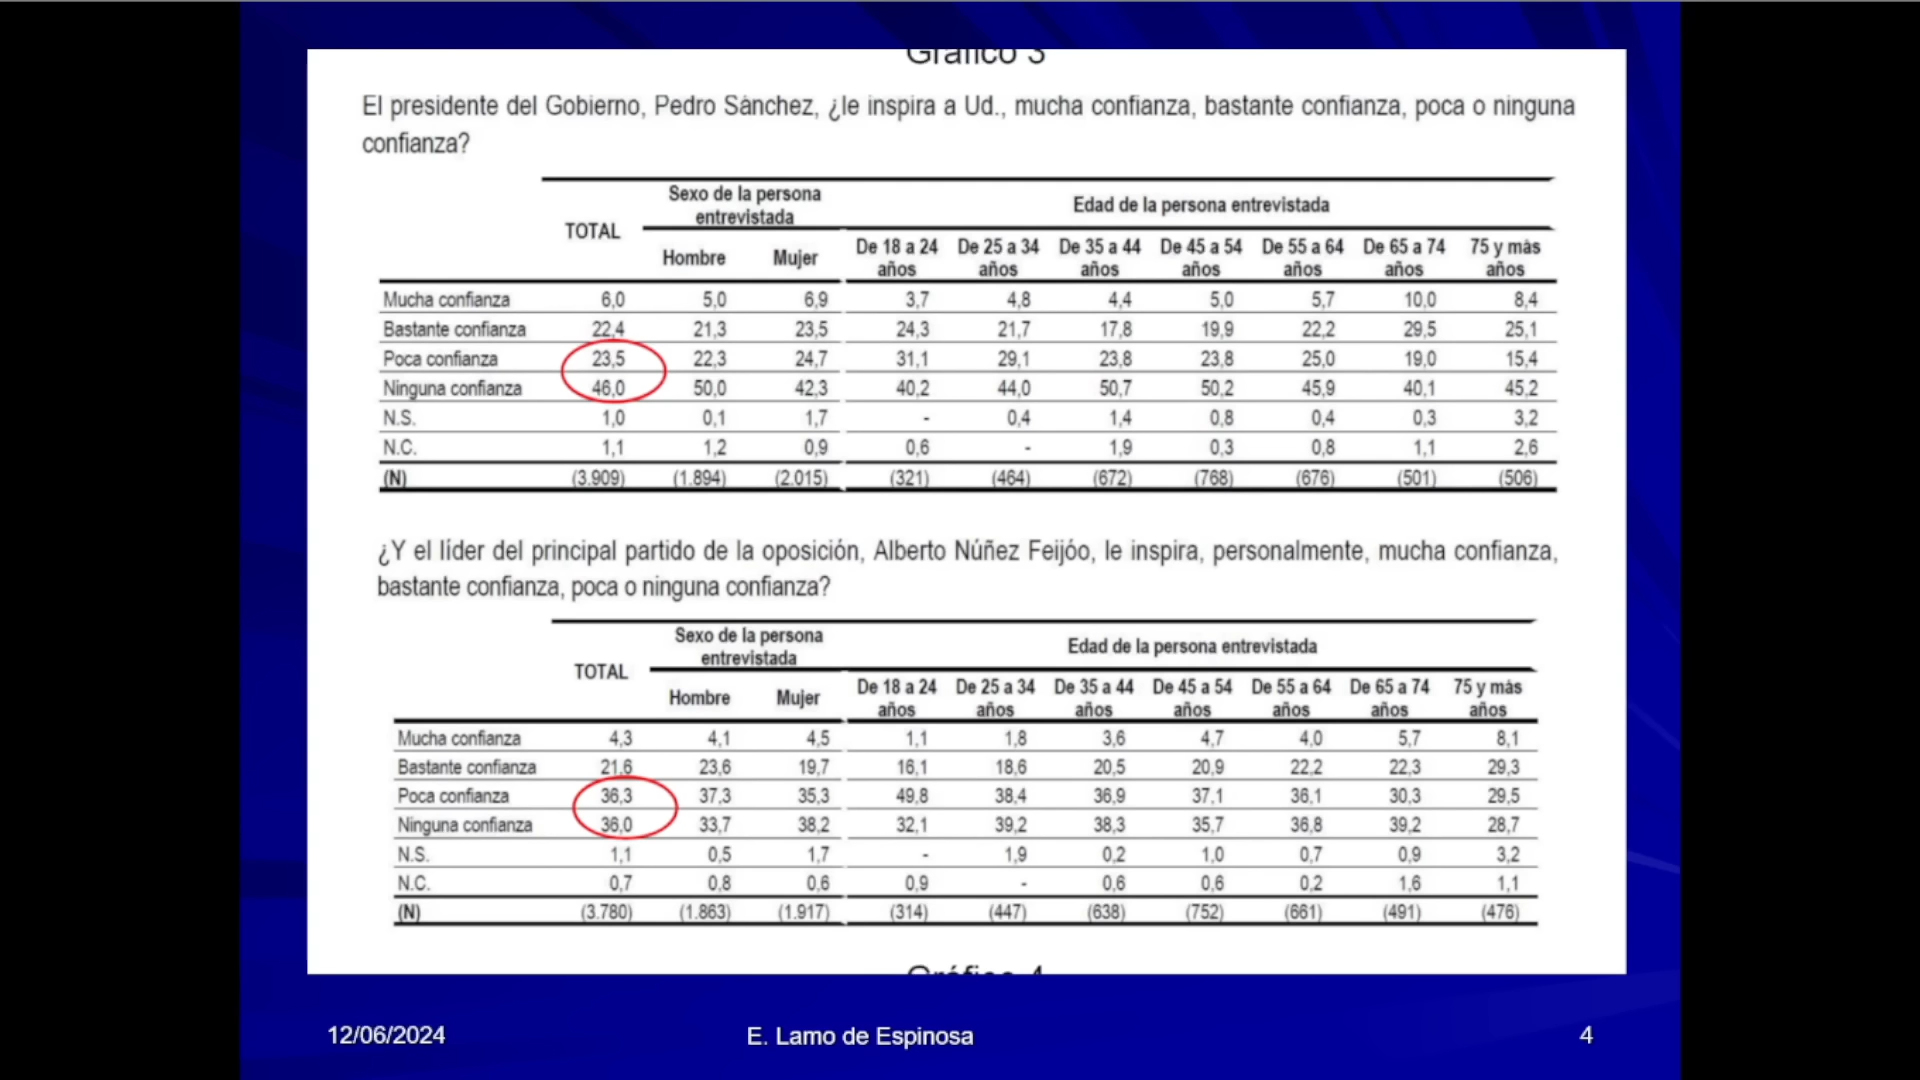 Gráfico 3
El presidente del Gobierno, Pedro Sánchez, ¿le inspira a Ud., mucha confianza, bastante confianza, poca o ninguna
confianza?
TOTAL Sexo de la persona entrevistada Edad de la persona entrevistada
Hombre Mujer De 18 a 24 años De 25 a 34 años De 35 a 44 años De 45 a 54 años De 55 a 64 años De 65 a 74 años 75 y más años
Mucha confianza 6,0 5,0 6,9 3,7 4,8 4,4 5,0 5,7 10,0 8,4
Bastante confianza 22,4 21,3 23,5 24,3 21,7 17,8 19,9 22,2 29,5 25,1
Poca confianza 23,5 22,3 24,7 31,1 29,1 23,8 23,8 25,0 19,0 15,4
Ninguna confianza 46,0 50,0 42,3 40,2 44,0 50,7 50,2 45,9 40,1 45,2
N.S. 1,0 0,1 1,7 - 0,4 1,4 0,8 0,4 0,3 3,2
N.C. 1,1 1,2 0,9 0,6 - 1,9 0,3 0,8 1,1 2,6
(N) (3.909) (1.894) (2.015) (321) (464) (672) (768) (676) (501) (506)
¿Y el líder del principal partido de la oposición, Alberto Núñez Feijóo, le inspira, personalmente, mucha confianza,
bastante confianza, poca o ninguna confianza?
TOTAL Sexo de la persona entrevistada Edad de la persona entrevistada
Hombre Mujer De 18 a 24 años De 25 a 34 años De 35 a 44 años De 45 a 54 años De 55 a 64 años De 65 a 74 años 75 y más años
Mucha confianza 4,3 4,1 4,5 1,1 1,8 3,6 4,7 4,0 5,7 8,1
Bastante confianza 21,6 23,6 19,7 16,1 18,6 20,5 20,9 22,2 22,3 29,3
Poca confianza 36,3 37,3 35,3 49,8 38,4 36,9 37,1 36,1 30,3 29,5
Ninguna confianza 36,0 33,7 38,2 32,1 39,2 38,3 35,7 36,8 39,2 28,7
N.S. 1,1 0,5 1,7 - 1,9 0,2 1,0 0,7 0,9 3,2
N.C. 0,7 0,8 0,6 0,9 - 0,6 0,6 0,2 1,6 1,1
(N) (3.780) (1.863) (1.917) (314) (447) (638) (752) (661) (491) (476)
Gráfico 4
12/06/2024 E. Lamo de Espinosa 4